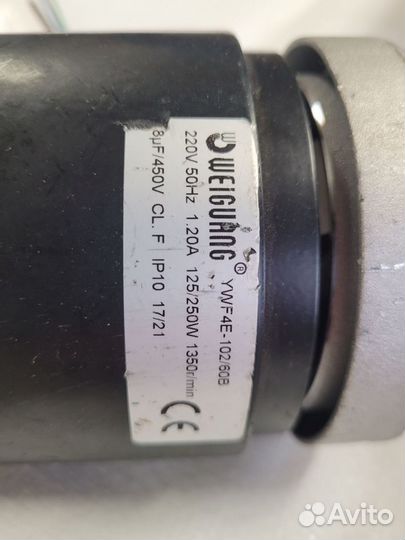 WEIGUANG® YWF4E-102/60B
220V 50Hz 1.20A 125/250W 1350r/min
8µF/450V CL. F IP10 17/21
CE
Avito